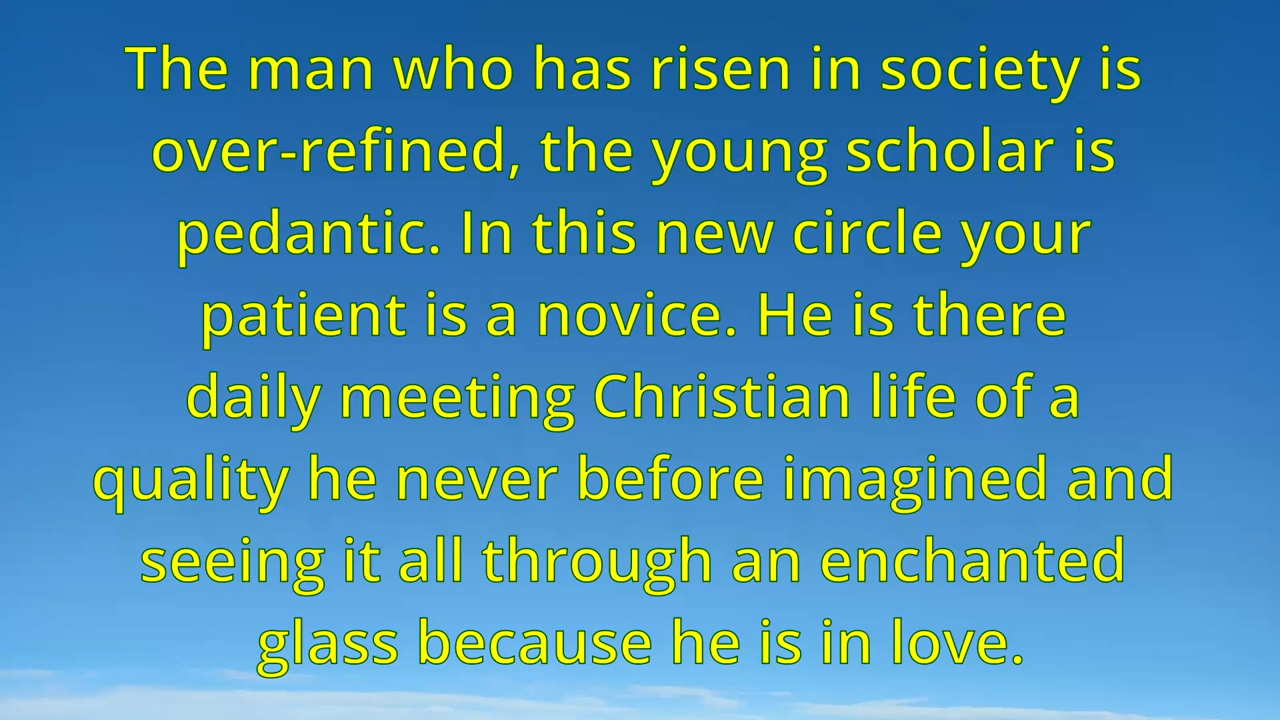 The man who has risen in society is
over-refined, the young scholar is
pedantic. In this new circle your
patient is a novice. He is there
daily meeting Christian life of a
quality he never before imagined and
seeing it all through an enchanted
glass because he is in love.